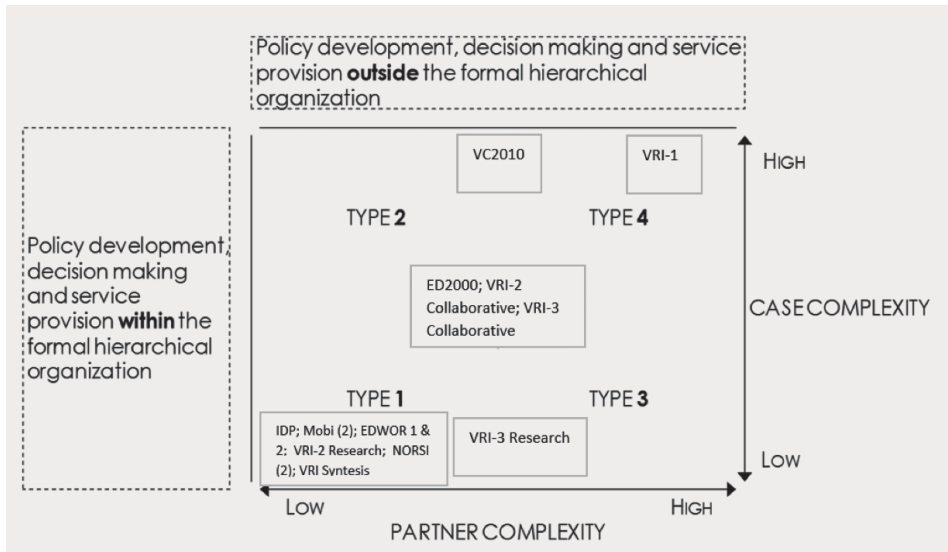 Policy development, decision making and service
provision outside the formal hierarchical
organization
VC2010
VRI-1
HIGH
TYPE 2
TYPE 4
Policy development,
decision making
and service
provision within the
formal hierarchical
organization
ED2000; VRI-2
Collaborative; VRI-3
Collaborative
CASE COMPLEXITY
TYPE 1
TYPE 3
IDP; Mobi (2); EDWOR 1 &
2: VRI-2 Research; NORSI
(2); VRI Syntesis
VRI-3 Research
LOW
LOW
HIGH
PARTNER COMPLEXITY